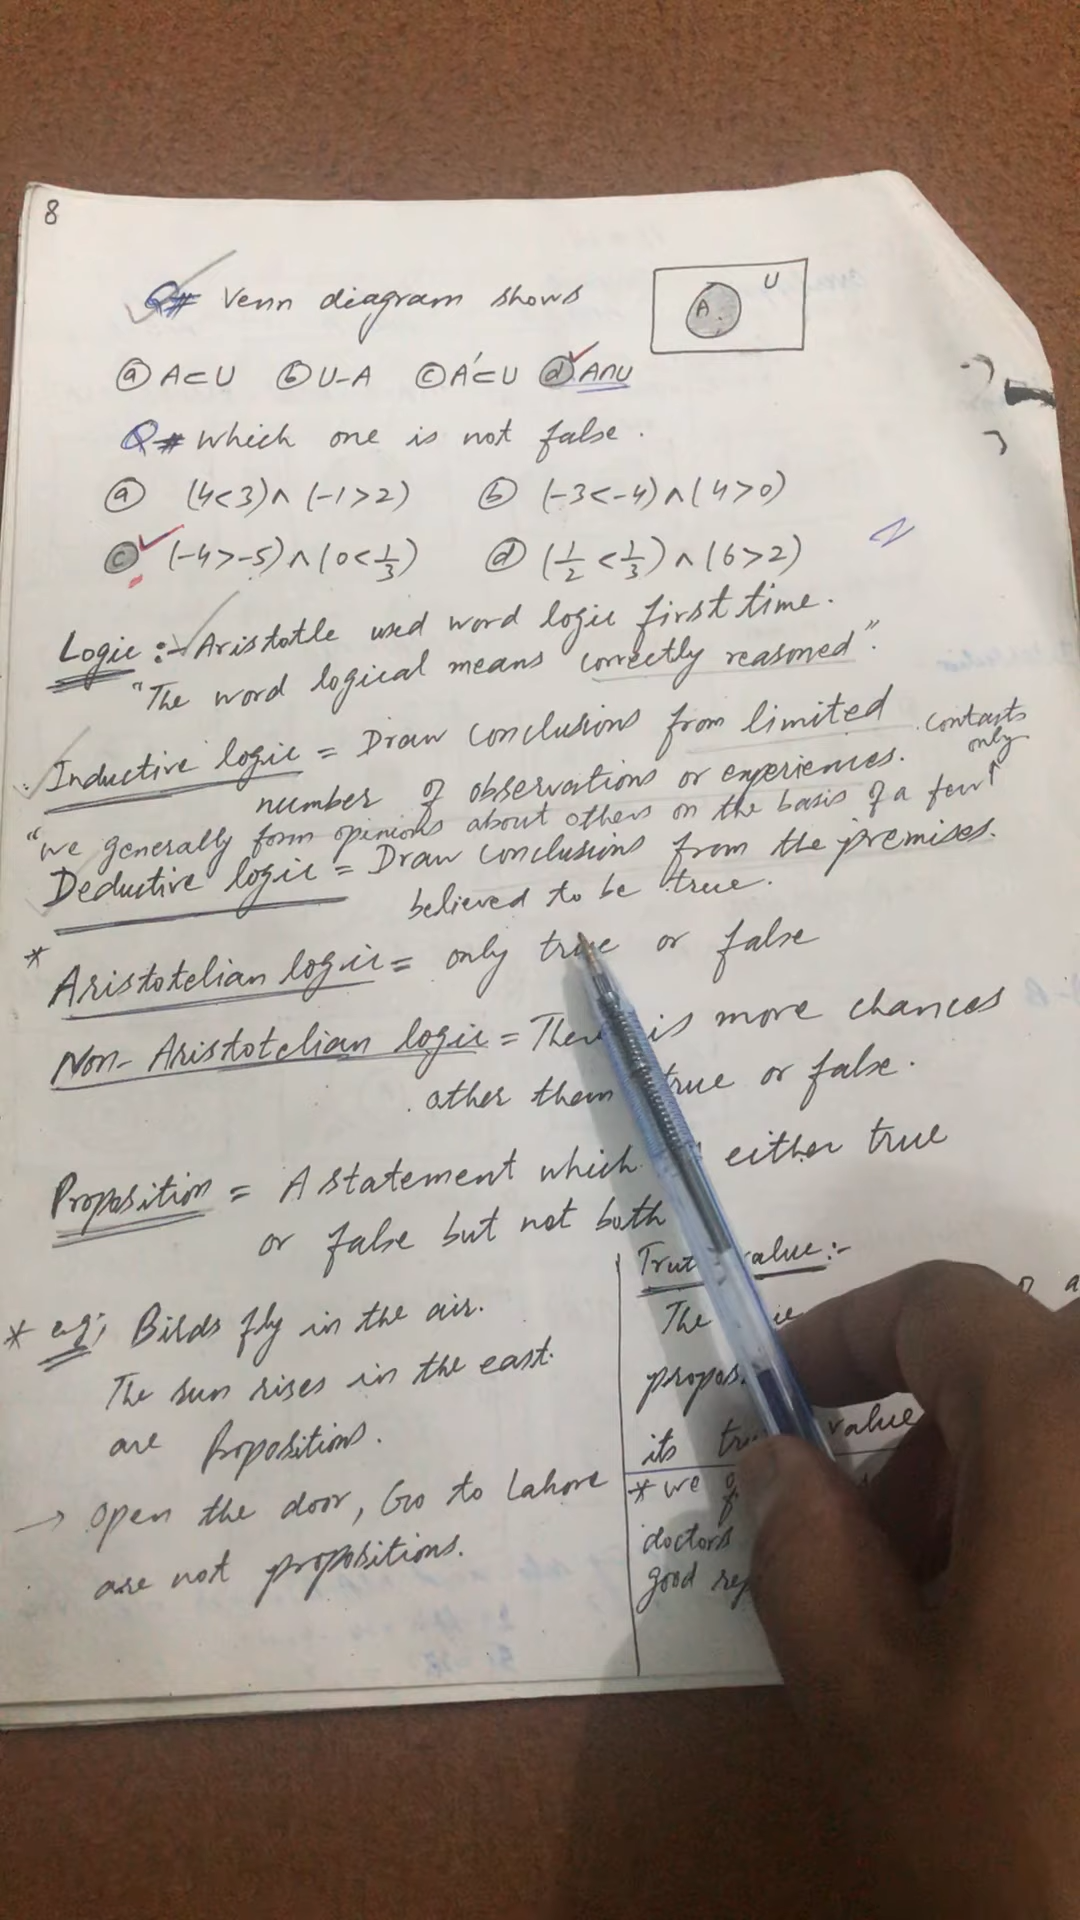 8
Q# Venn diagram shows
A U
ⓐ A⊂U ⓑ U-A ⓒ A′⊂U ⓓ A∩U
Q# which one is not false.
ⓐ (4<3)∧(-1>2) ⓑ (-3<-4)∧(4>0)
ⓒ (-4>-5)∧(0<1/3) ⓓ (1/2<1/3)∧(6>2)
Logic :- Aristotle used word logic first time.
"The word logical means correctly reasoned".
Inductive logic = Draw conclusions from limited
number of observations or experiences.
"we generally form opinions about others on the basis of a few contacts only
Deductive logic = Draw conclusions from the premises
believed to be true.
* Aristotelian logic = only true or false
Non-Aristotelian logic = is more chances
other them true or false.
Proposition = A statement which either true
or false but not both
* eg; Birds fly in the air.
The sun rises in the east.
are Propositions.
→ Open the door, Go to Lahore
are not propositions.
value:-
The
its value
* we
doctors
good